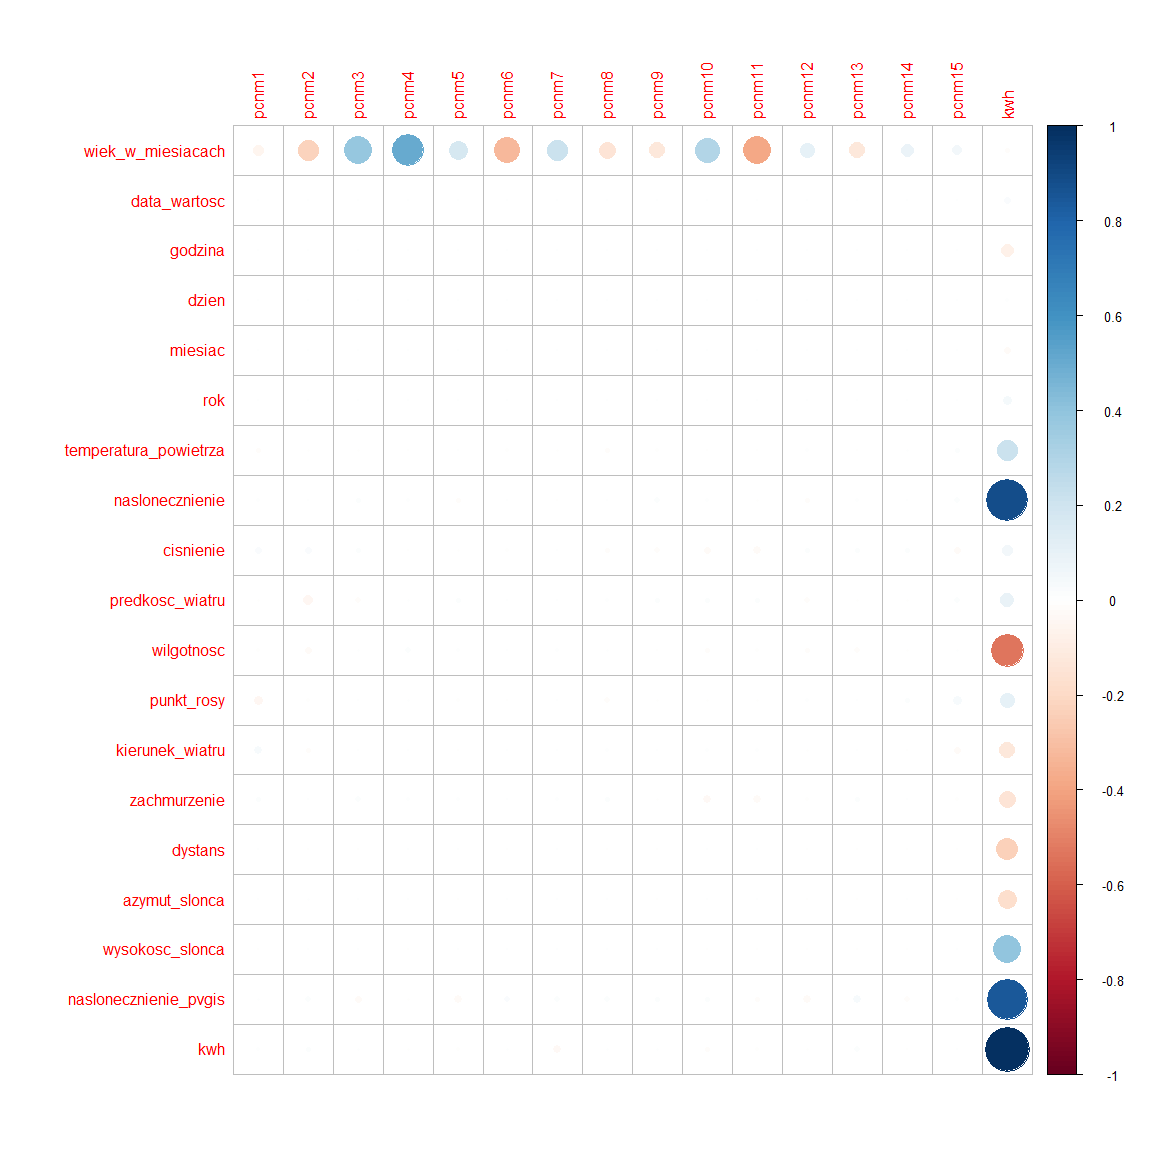 pcnm1
pcnm2
pcnm3
pcnm4
pcnm5
pcnm6
pcnm7
pcnm8
pcnm9
pcnm10
pcnm11
pcnm12
pcnm13
pcnm14
pcnm15
kwh
wiek_w_miesiacach
data_wartosc
godzina
dzien
miesiac
rok
temperatura_powietrza
naslonecznienie
cisnienie
predkosc_wiatru
wilgotnosc
punkt_rosy
kierunek_wiatru
zachmurzenie
dystans
azymut_slonca
wysokosc_slonca
naslonecznienie_pvgis
kwh
1
0.8
0.6
0.4
0.2
0
-0.2
-0.4
-0.6
-0.8
-1